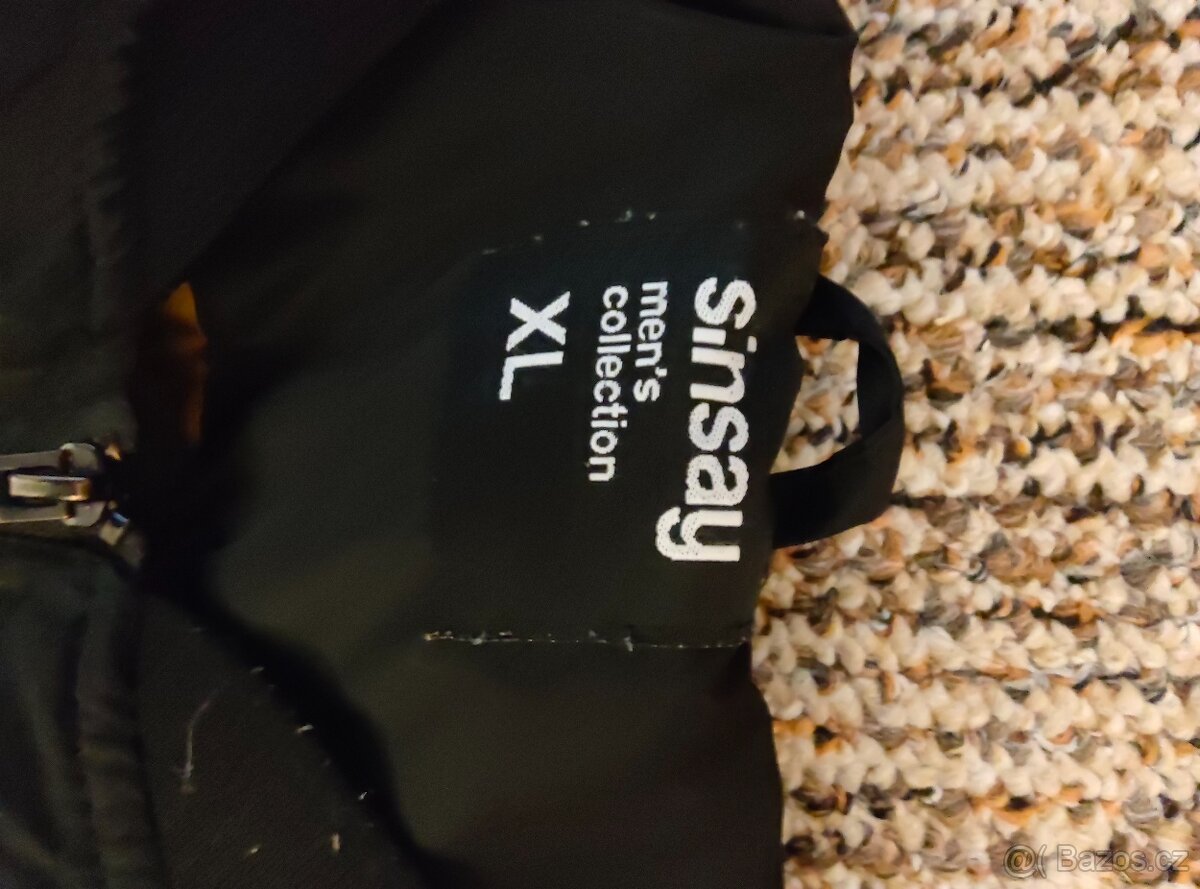 sinsay
men's
collection
XL
@( Bazos.cz